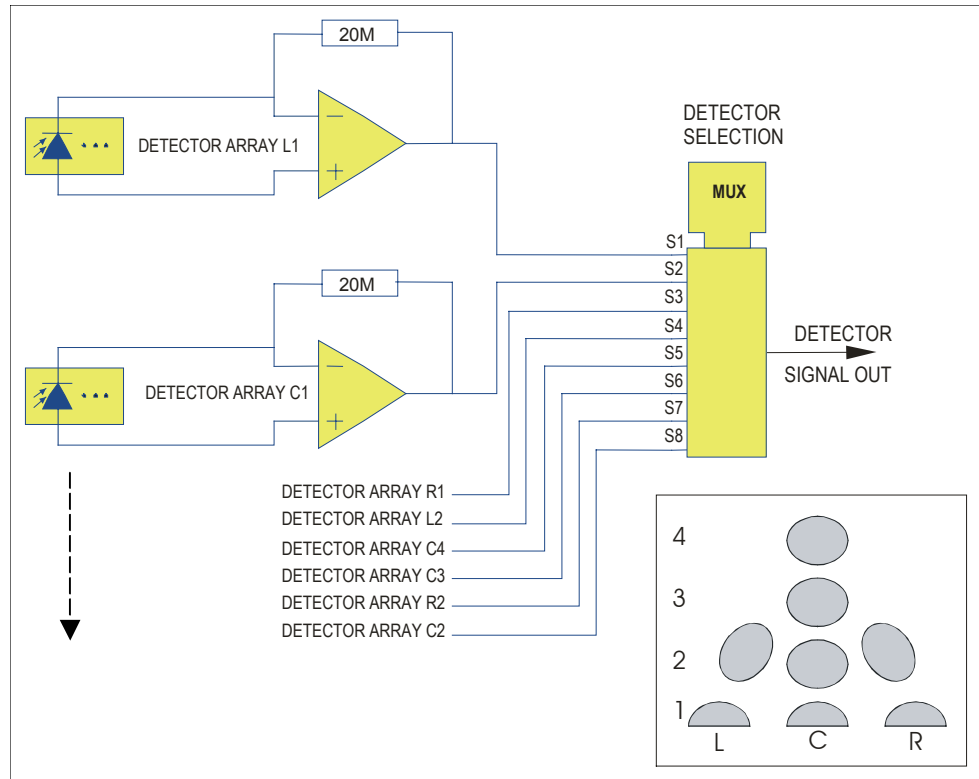 20M
DETECTOR ARRAY L1
−
+
DETECTOR
SELECTION
MUX
S1
S2
S3
S4
S5
S6
S7
S8
20M
DETECTOR ARRAY C1
−
+
DETECTOR
SIGNAL OUT
DETECTOR ARRAY R1
DETECTOR ARRAY L2
DETECTOR ARRAY C4
DETECTOR ARRAY C3
DETECTOR ARRAY R2
DETECTOR ARRAY C2
4
3
2
1
L C R